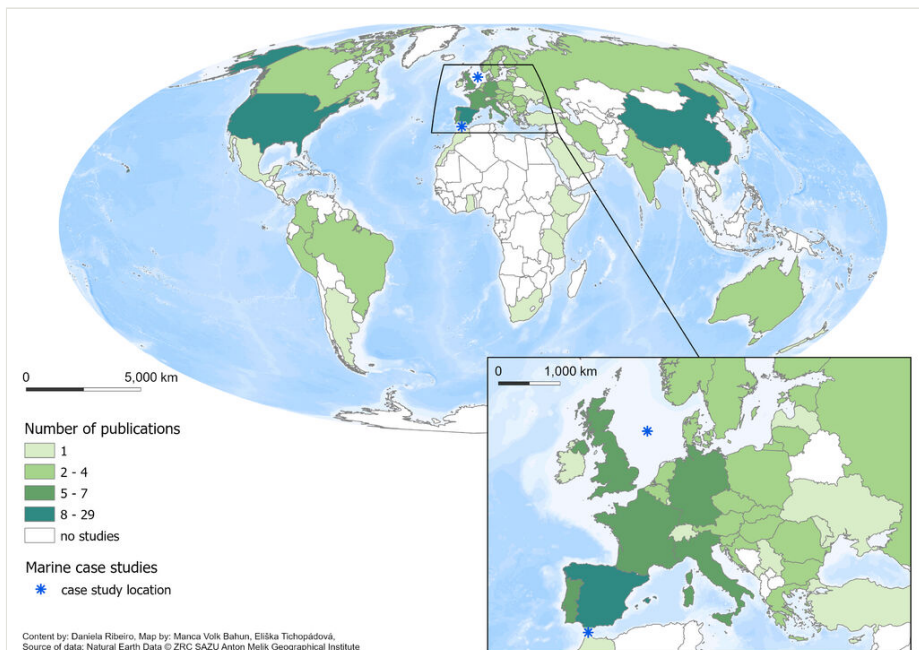 0 5,000 km
Number of publications
1
2 - 4
5 - 7
8 - 29
no studies
Marine case studies
case study location
Content by: Daniela Ribeiro, Map by: Manca Volk Bahun, Eliška Tichopádová,
Source of data: Natural Earth Data © ZRC SAZU Anton Melik Geographical Institute
0 1,000 km